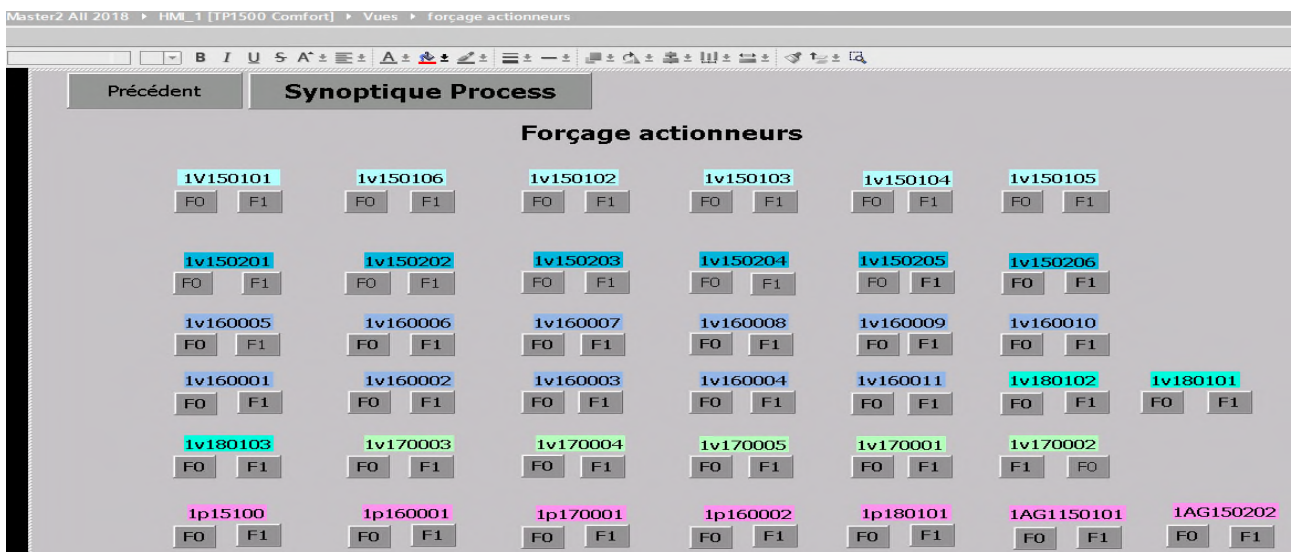 Master2 AII 2018 ▸ HMI_1 [TP1500 Comfort] ▸ Vues ▸ forçage actionneurs
B I U S A
Précédent Synoptique Process
Forçage actionneurs
1V150101 1v150106 1v150102 1v150103 1v150104 1v150105
F0 F1 F0 F1 F0 F1 F0 F1 F0 F1 F0 F1
1v150201 1v150202 1v150203 1v150204 1v150205 1v150206
F0 F1 F0 F1 F0 F1 F0 F1 F0 F1 F0 F1
1v160005 1v160006 1v160007 1v160008 1v160009 1v160010
F0 F1 F0 F1 F0 F1 F0 F1 F0 F1 F0 F1
1v160001 1v160002 1v160003 1v160004 1v160011 1v180102 1v180101
F0 F1 F0 F1 F0 F1 F0 F1 F0 F1 F0 F1 F0 F1
1v180103 1v170003 1v170004 1v170005 1v170001 1v170002
F0 F1 F0 F1 F0 F1 F0 F1 F0 F1 F1 F0
1p15100 1p160001 1p170001 1p160002 1p180101 1AG1150101 1AG150202
F0 F1 F0 F1 F0 F1 F0 F1 F0 F1 F0 F1 F0 F1